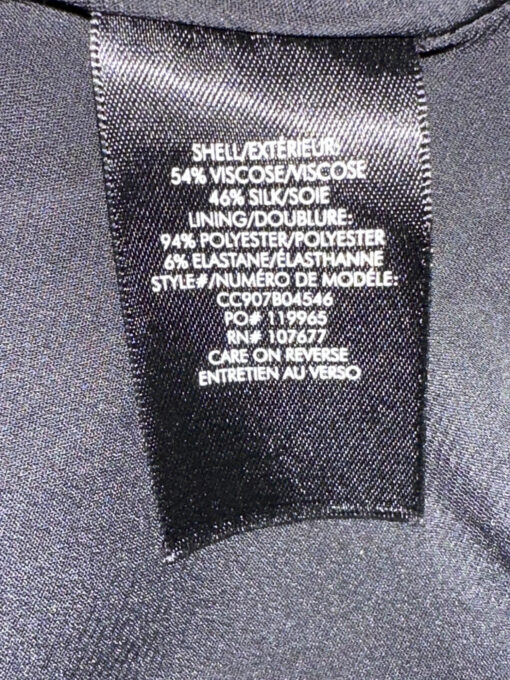 SHELL/EXTÉRIEUR:
54% VISCOSE/VISCOSE
46% SILK/SOIE
LINING/DOUBLURE:
94% POLYESTER/POLYESTER
6% ELASTANE/ÉLASTHANNE
STYLE#/NUMÉRO DE MODÈLE:
CC907B04546
PO# 119965
RN# 107677
CARE ON REVERSE
ENTRETIEN AU VERSO